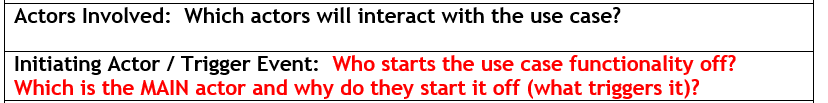 Actors Involved:  Which actors will interact with the use case?
Initiating Actor / Trigger Event:  Who starts the use case functionality off?
Which is the MAIN actor and why do they start it off (what triggers it)?